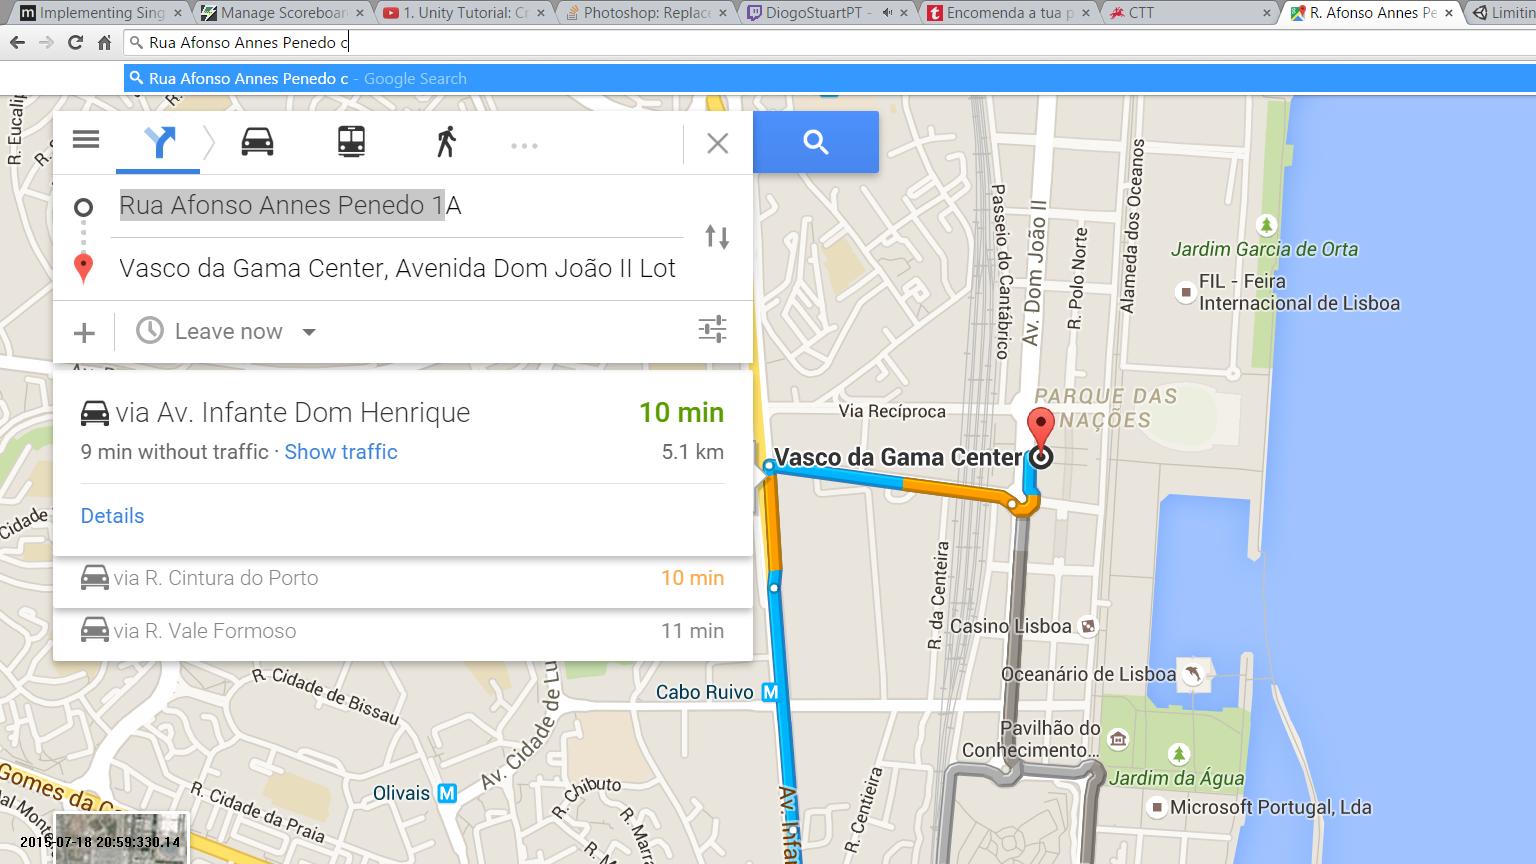 Implementing Sing
Manage Scoreboar
1. Unity Tutorial: Cr
Photoshop: Replace
DiogoStuartPT -
Encomenda a tua p
CTT
R. Afonso Annes Pe
Limitin
Rua Afonso Annes Penedo c
Rua Afonso Annes Penedo c - Google Search
Rua Afonso Annes Penedo 1A
Vasco da Gama Center, Avenida Dom João II Lot
Leave now
via Av. Infante Dom Henrique
10 min
9 min without traffic · Show traffic
5.1 km
Details
via R. Cintura do Porto
10 min
via R. Vale Formoso
11 min
R. Eucalip
Passeio do Cantábrico
Av. Dom João II
R. Polo Norte
Alameda dos Oceanos
Jardim Garcia de Orta
FIL - Feira
Internacional de Lisboa
PARQUE DAS
NAÇÕES
Via Recíproca
Vasco da Gama Center
R. da Centeira
Casino Lisboa
Oceanário de Lisboa
Pavilhão do
Conhecimento...
Jardim da Água
Microsoft Portugal, Lda
Cabo Ruivo M
R. Cidade de Bissau
Av. Cidade de Lu
Olivais M
R. Chibuto
R. Cidade da Praia
Gomes da C
R. Centieira
Av. Infa
Cidade
2015-07-18 20:59:330.14